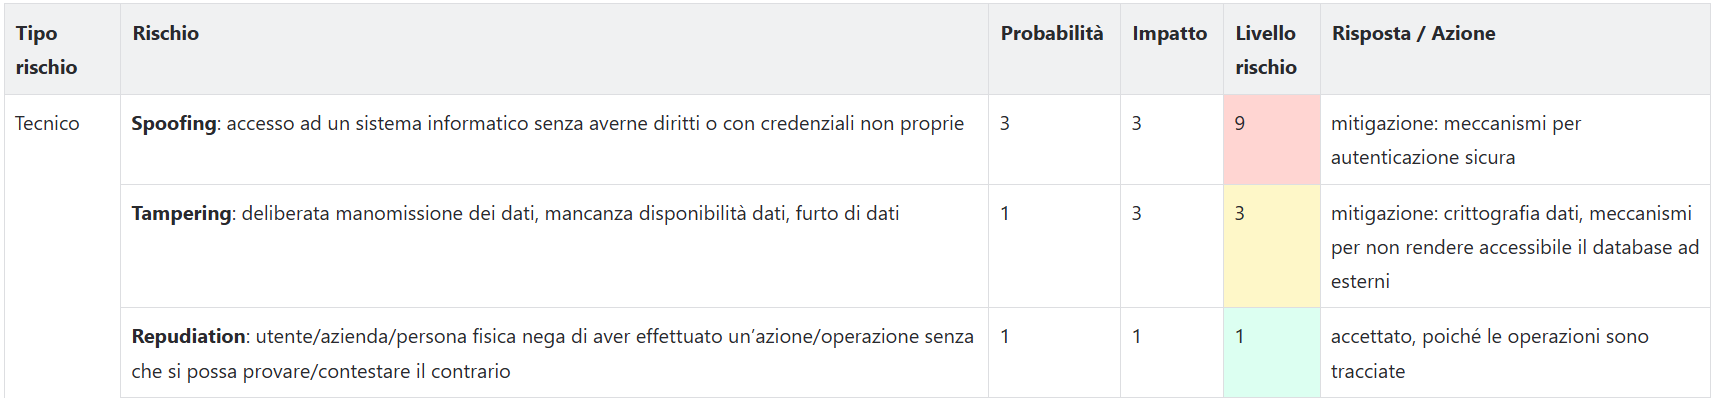 Tipo rischio
Rischio
Probabilità
Impatto
Livello rischio
Risposta / Azione
Tecnico
Spoofing: accesso ad un sistema informatico senza averne diritti o con credenziali non proprie
3
3
9
mitigazione: meccanismi per
autenticazione sicura
Tampering: deliberata manomissione dei dati, mancanza disponibilità dati, furto di dati
1
3
3
mitigazione: crittografia dati, meccanismi
per non rendere accessibile il database ad
esterni
Repudiation: utente/azienda/persona fisica nega di aver effettuato un’azione/operazione senza
che si possa provare/contestare il contrario
1
1
1
accettato, poiché le operazioni sono
tracciate